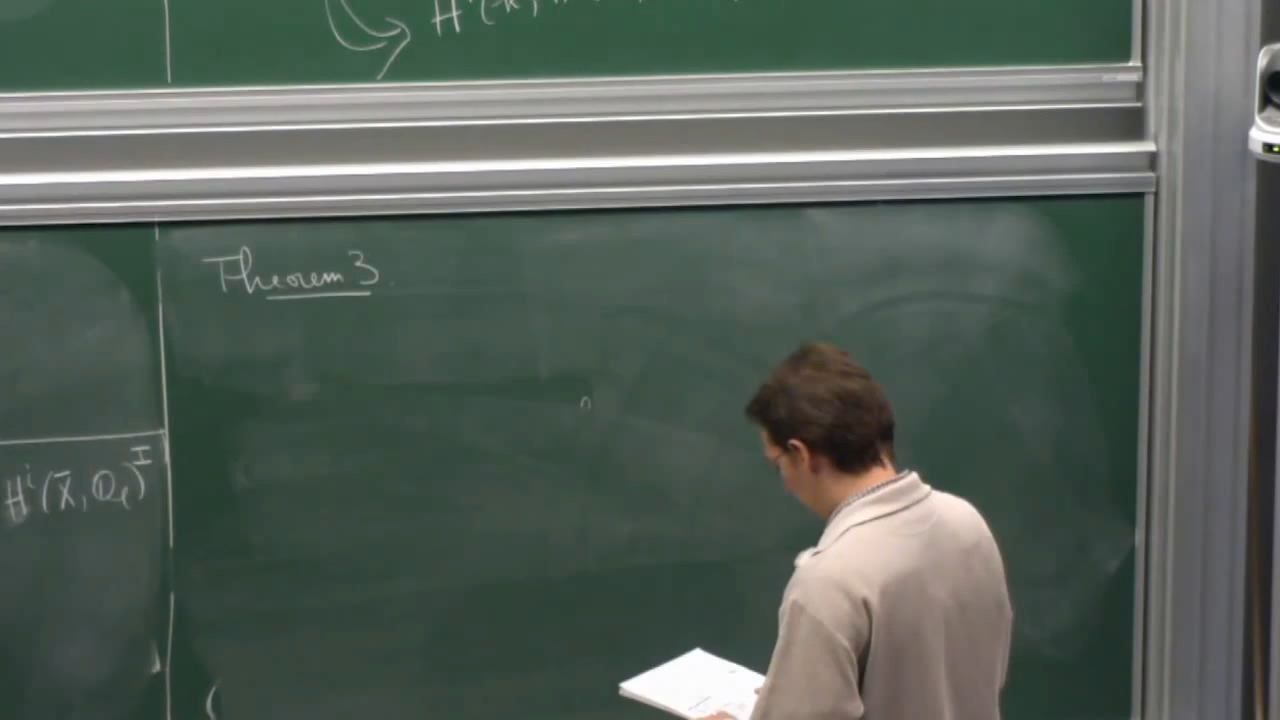 Theorem 3.
H^i(X̄, ℚ_ℓ)^I